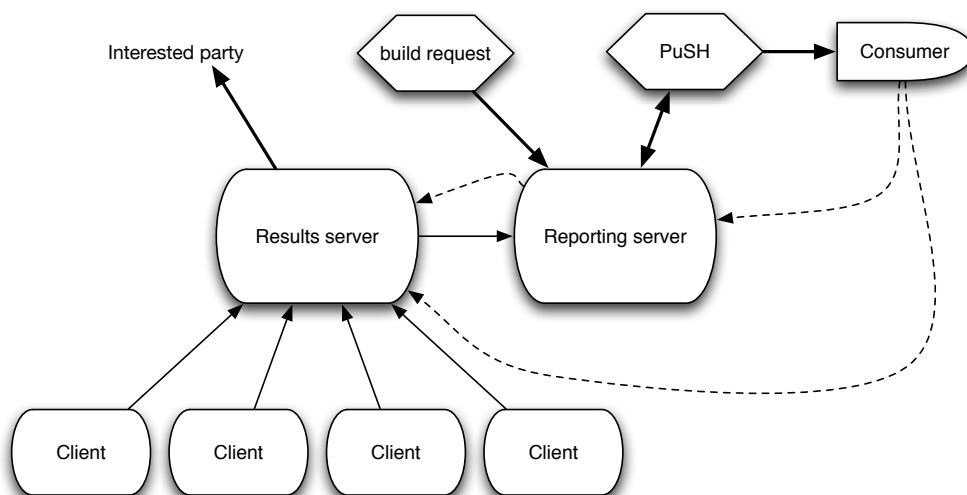 Interested party
build request
PuSH
Consumer
Results server
Reporting server
Client
Client
Client
Client